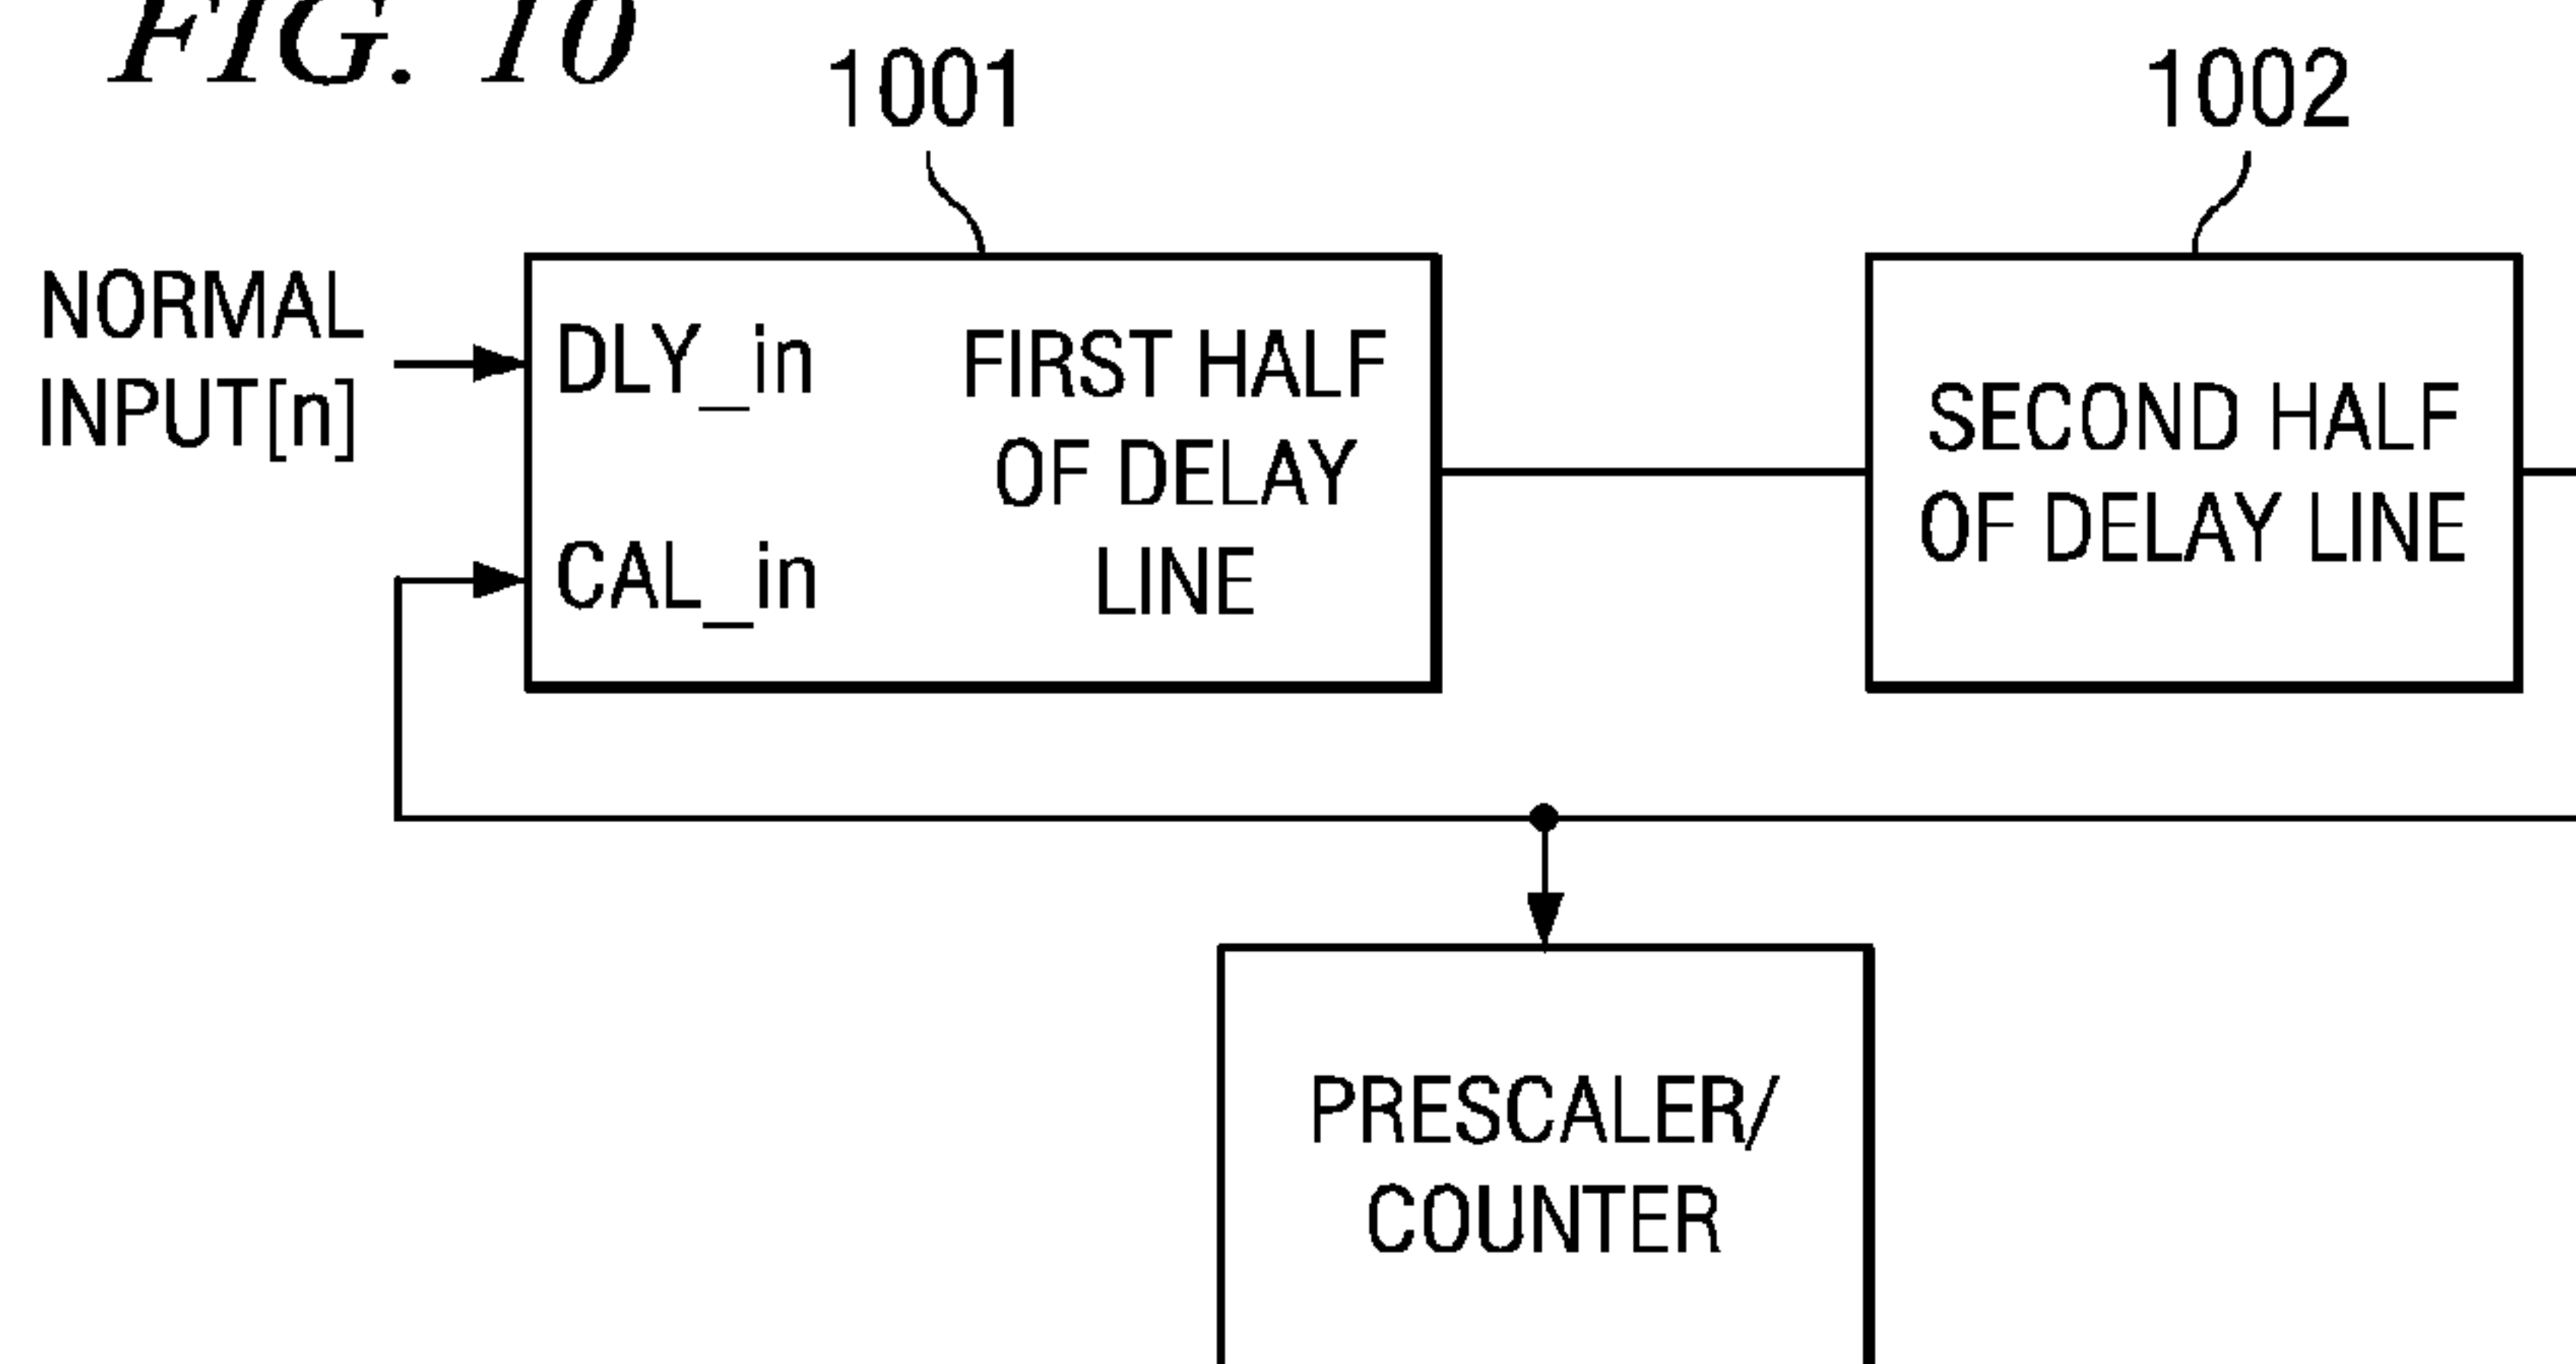 FIG. 10
1001
1002
NORMAL
INPUT[n]
DLY_in
CAL_in
FIRST HALF
OF DELAY
LINE
SECOND HALF
OF DELAY LINE
PRESCALER/
COUNTER